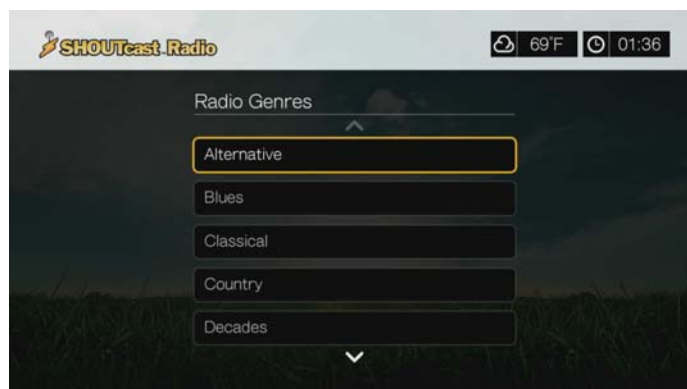 SHOUTcast Radio
69°F
01:36
Radio Genres
Alternative
Blues
Classical
Country
Decades